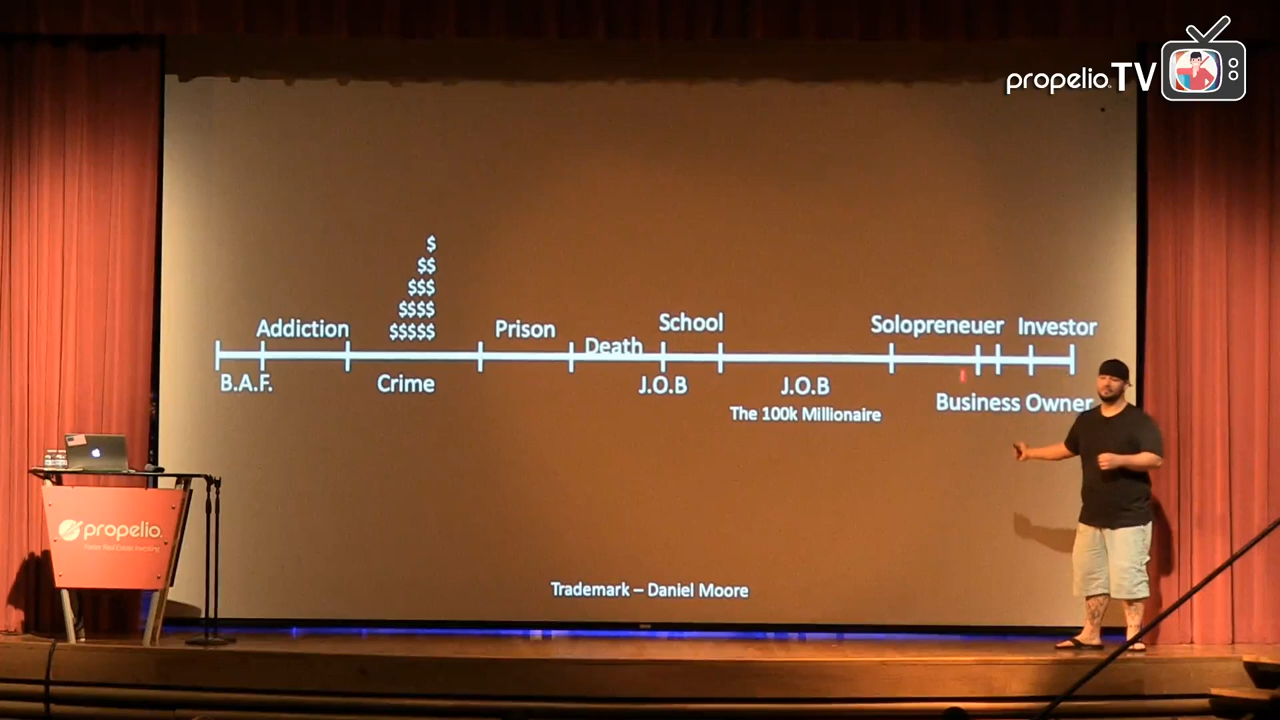 propelio TV
$
$$
$$$
$$$$
$$$$$
Addiction
Prison
Death
School
Solopreneuer
Investor
B.A.F.
Crime
J.O.B
J.O.B
The 100k Millionaire
Business Owner
propelio.
Trademark – Daniel Moore